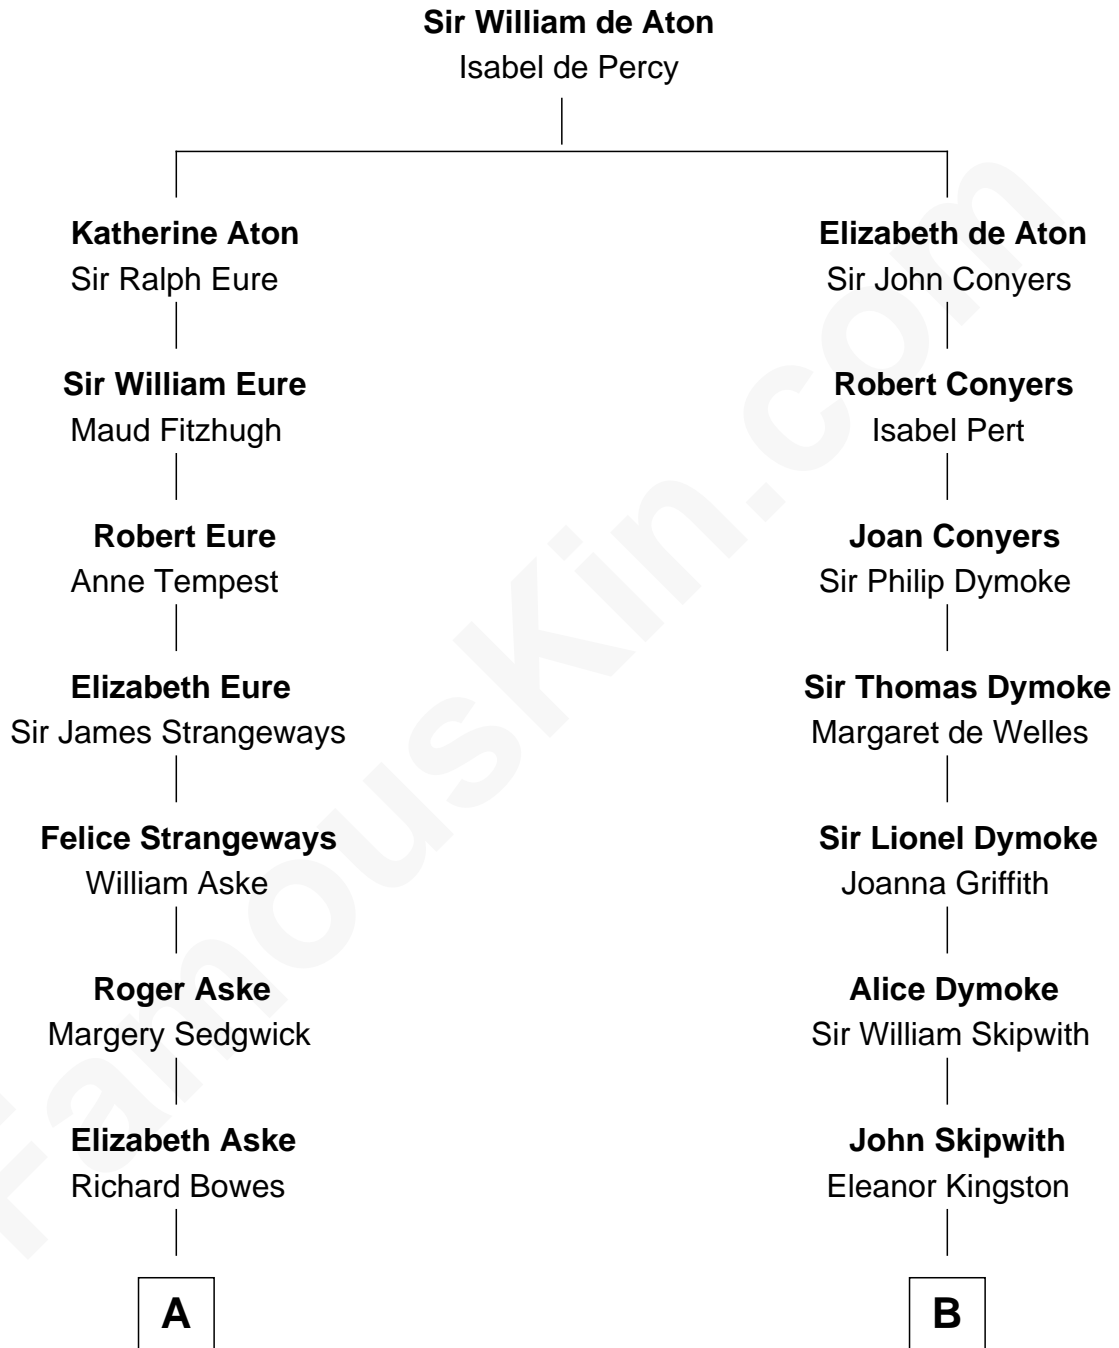 Sir William de Aton
Isabel de Percy
Katherine Aton
Sir Ralph Eure
Elizabeth de Aton
Sir John Conyers
Sir William Eure
Maud Fitzhugh
Robert Conyers
Isabel Pert
Robert Eure
Anne Tempest
Joan Conyers
Sir Philip Dymoke
Elizabeth Eure
Sir James Strangeways
Sir Thomas Dymoke
Margaret de Welles
Felice Strangeways
William Aske
Sir Lionel Dymoke
Joanna Griffith
Roger Aske
Margery Sedgwick
Alice Dymoke
Sir William Skipwith
Elizabeth Aske
Richard Bowes
John Skipwith
Eleanor Kingston
A
B
FamousKin.com